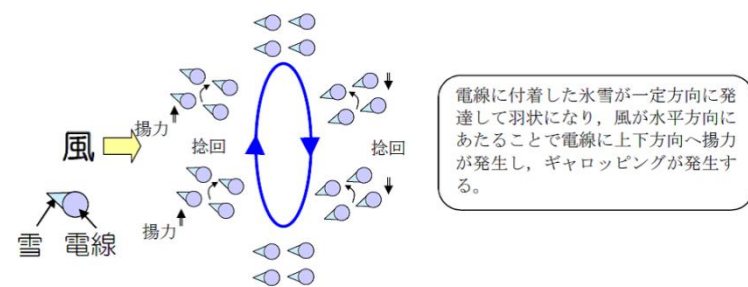 風
揚力
捻回
捻回
揚力
雪 電線
電線に付着した氷雪が一定方向に発
達して羽状になり，風が水平方向に
あたることで電線に上下方向へ揚力
が発生し，ギャロッピングが発生す
る。